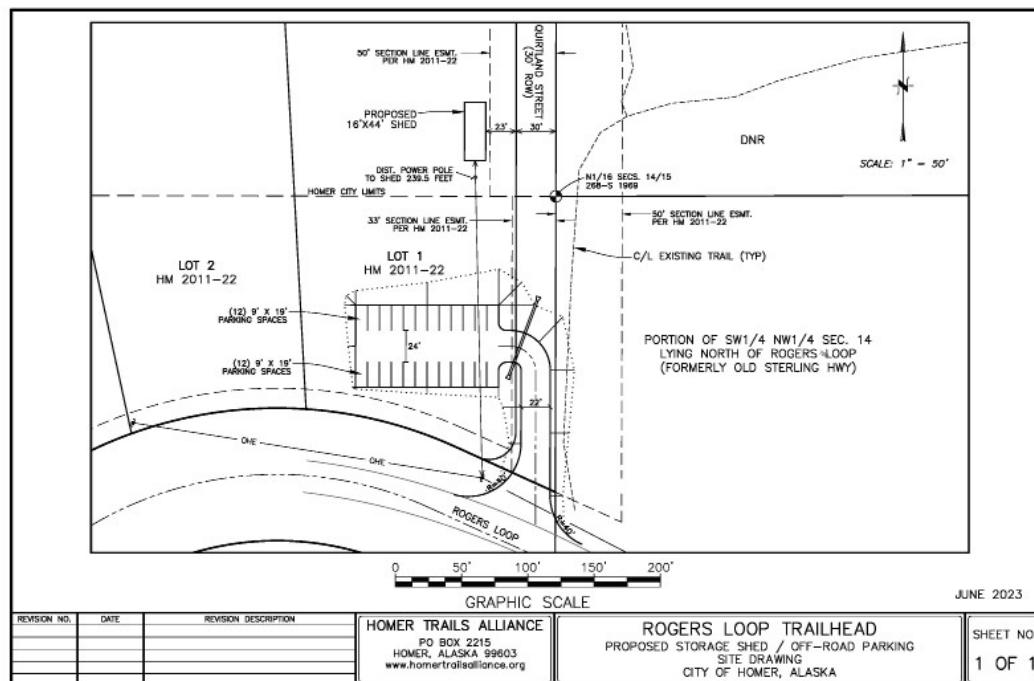 50' SECTION LINE ESMT.
PER HM 2011-22
QUIRTLAND STREET
(30' ROW)
PROPOSED
16'X44' SHED
23'
30'
DNR
N
SCALE: 1" = 50'
DIST. POWER POLE
TO SHED 239.5 FEET
HOMER CITY LIMITS
N1/16 SECS. 14/15
268-S 1969
33' SECTION LINE ESMT.
PER HM 2011-22
50' SECTION LINE ESMT.
PER HM 2011-22
C/L EXISTING TRAIL (TYP)
LOT 2
HM 2011-22
LOT 1
HM 2011-22
(12) 9' X 19'
PARKING SPACES
24'
(12) 9' X 19'
PARKING SPACES
PORTION OF SW1/4 NW1/4 SEC. 14
LYING NORTH OF ROGERS LOOP
(FORMERLY OLD STERLING HWY)
22'
OHE
OHE
R=40'
ROGERS LOOP
0 50' 100' 150' 200'
GRAPHIC SCALE
JUNE 2023
REVISION NO. DATE REVISION DESCRIPTION
HOMER TRAILS ALLIANCE
PO BOX 2215
HOMER, ALASKA 99603
www.homertrailsalliance.org
ROGERS LOOP TRAILHEAD
PROPOSED STORAGE SHED / OFF-ROAD PARKING
SITE DRAWING
CITY OF HOMER, ALASKA
SHEET NO
1 OF 1